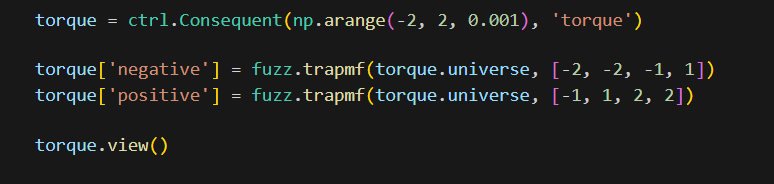 torque = ctrl.Consequent(np.arange(-2, 2, 0.001), 'torque')
torque['negative'] = fuzz.trapmf(torque.universe, [-2, -2, -1, 1])
torque['positive'] = fuzz.trapmf(torque.universe, [-1, 1, 2, 2])
torque.view()